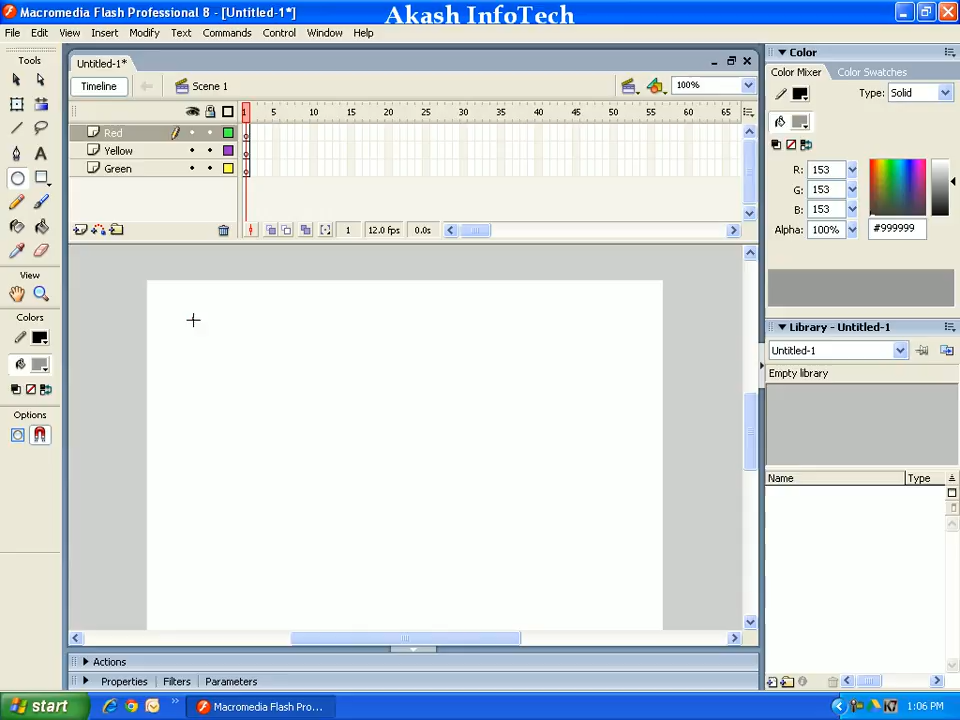 Macromedia Flash Professional 8 - [Untitled-1*]
Akash InfoTech
File Edit View Insert Modify Text Commands Control Window Help
Tools
View
Colors
Options
Untitled-1*
Timeline
Scene 1
100%
1 5 10 15 20 25 30 35 40 45 50 55 60 65
Red
Yellow
Green
1 12.0 fps 0.0s
Color
Color Mixer Color Swatches
Type: Solid
R: 153
G: 153
B: 153
Alpha: 100% #999999
Library - Untitled-1
Untitled-1
Empty library
Name Type
Actions
Properties Filters Parameters
start
Macromedia Flash Pro...
1:06 PM